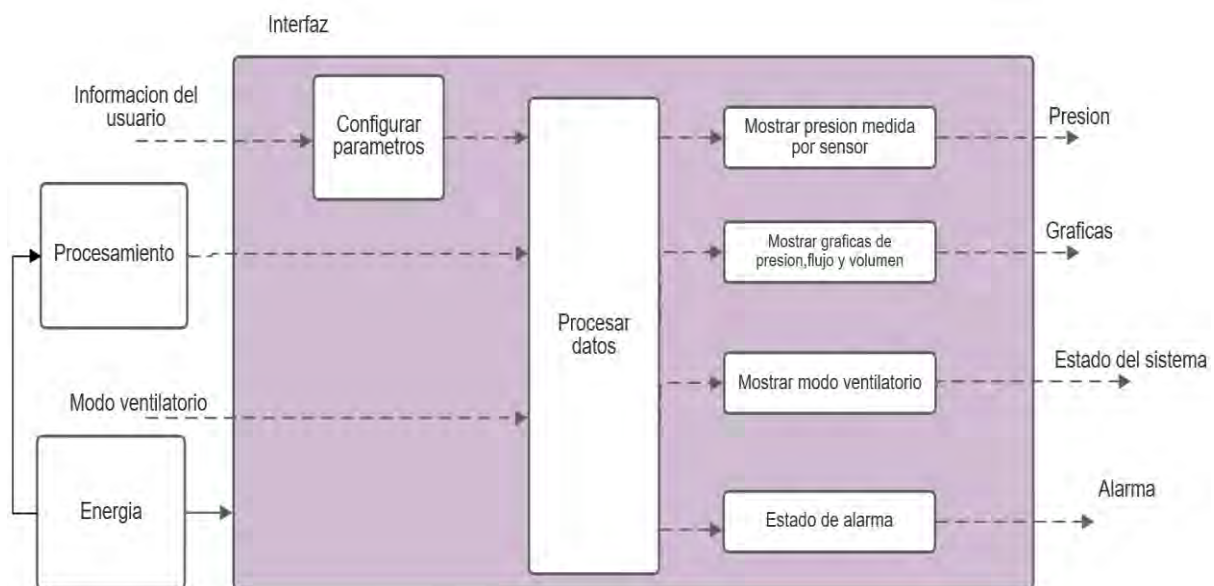 Interfaz
Informacion del
usuario
Configurar
parametros
Mostrar presion medida
por sensor
Presion
Procesamiento
Mostrar graficas de
presion,flujo y volumen
Graficas
Procesar
datos
Modo ventilatorio
Mostrar modo ventilatorio
Estado del sistema
Energia
Estado de alarma
Alarma